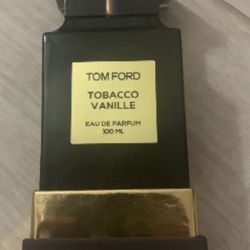 TOM FORD
TOBACCO
VANILLE
EAU DE PARFUM
100 ML